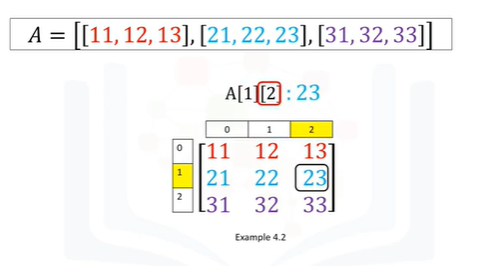 A = [[11, 12, 13], [21, 22, 23], [31, 32, 33]]
A[1][2] : 23
0 1 2
0 11 12 13
1 21 22 23
2 31 32 33
Example 4.2